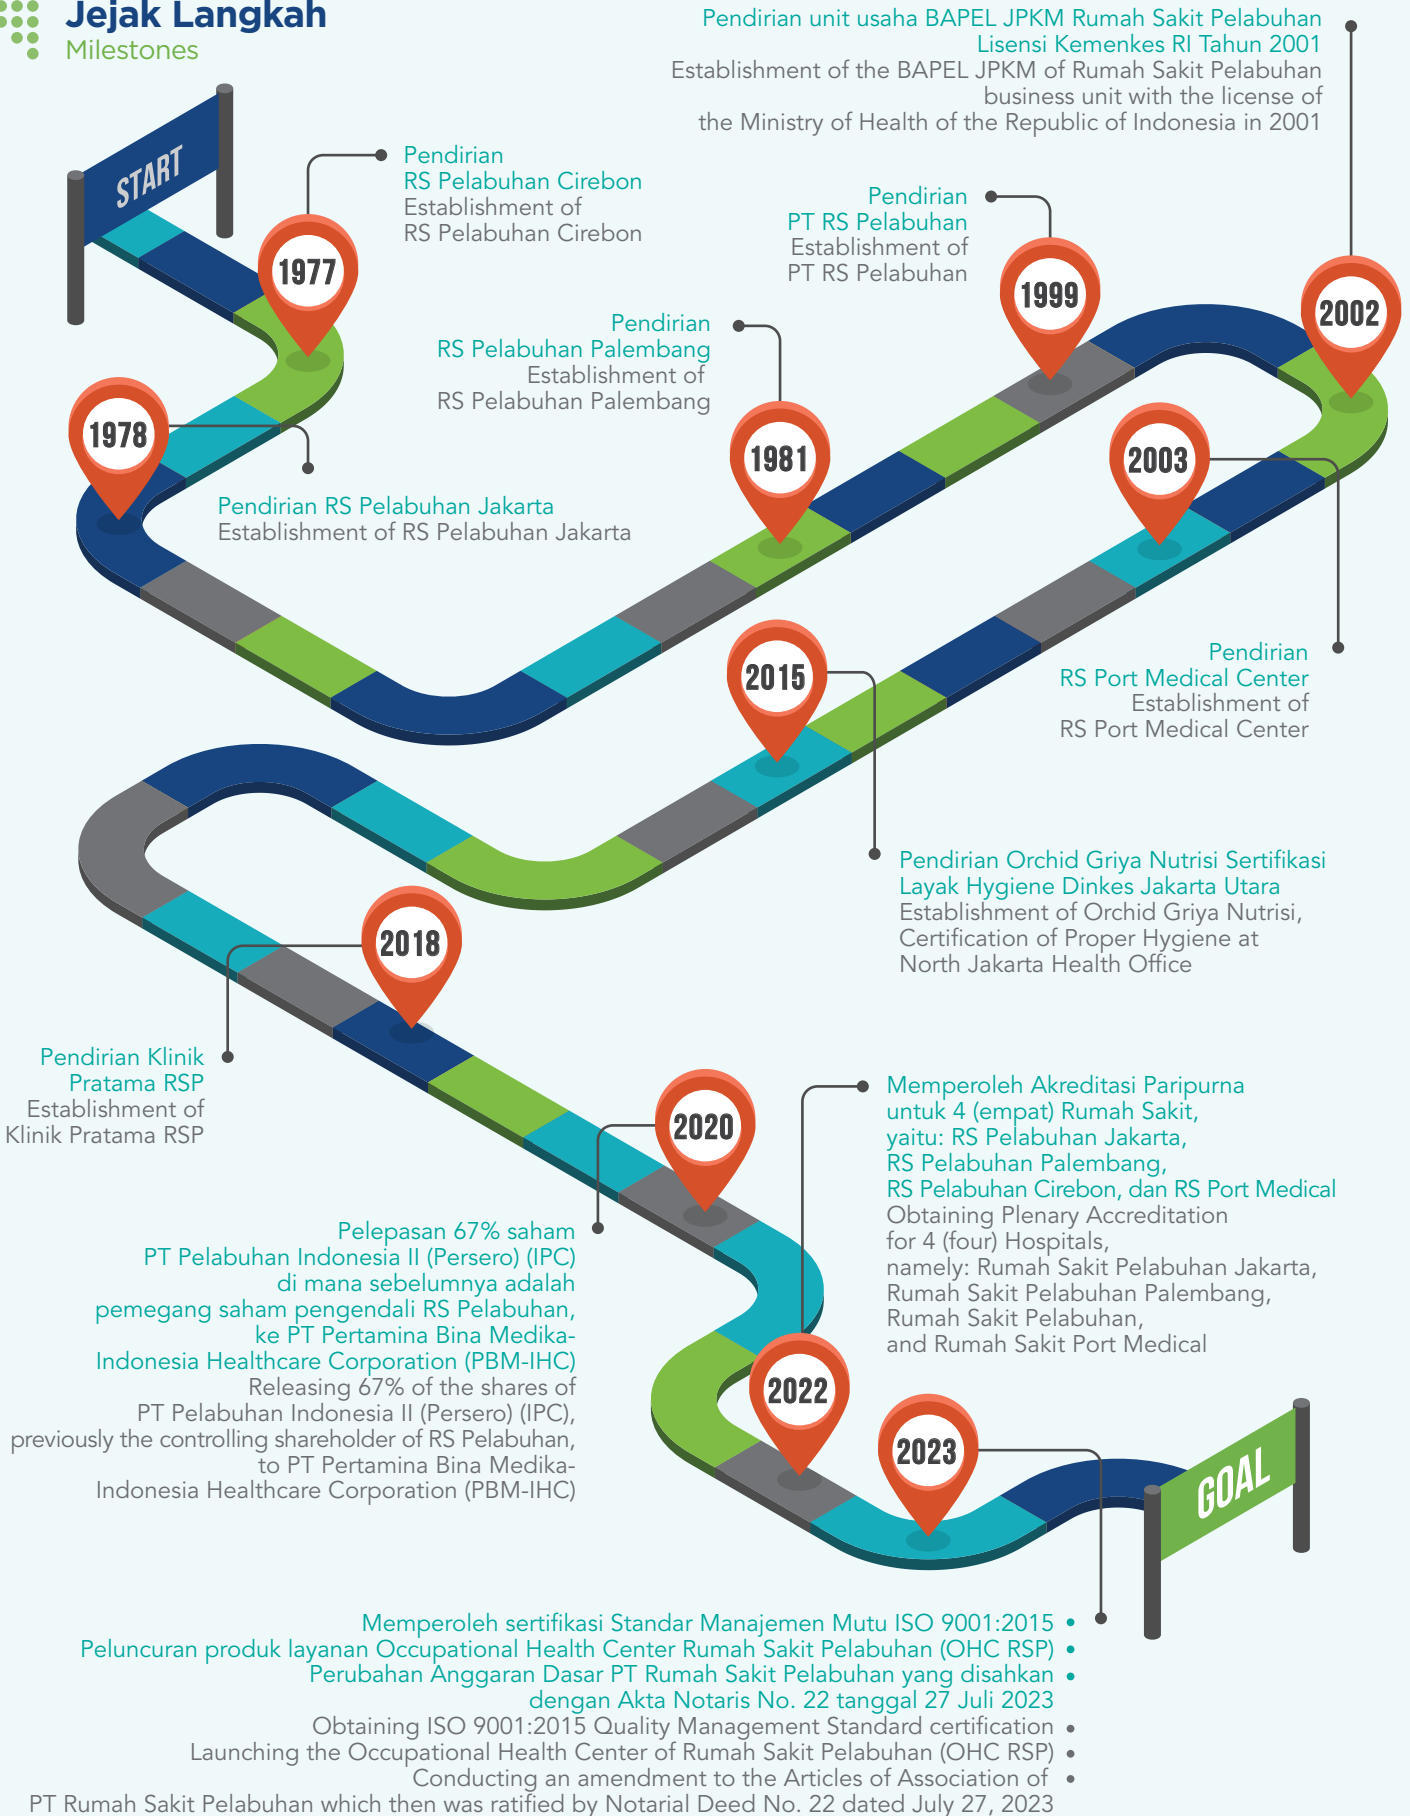 Jejak Langkah
Milestones
START
1977
Pendirian
RS Pelabuhan Cirebon
Establishment of
RS Pelabuhan Cirebon
1978
Pendirian RS Pelabuhan Jakarta
Establishment of RS Pelabuhan Jakarta
1981
Pendirian
RS Pelabuhan Palembang
Establishment of
RS Pelabuhan Palembang
1999
Pendirian
PT RS Pelabuhan
Establishment of
PT RS Pelabuhan
2002
Pendirian unit usaha BAPEL JPKM Rumah Sakit Pelabuhan
Lisensi Kemenkes RI Tahun 2001
Establishment of the BAPEL JPKM of Rumah Sakit Pelabuhan
business unit with the license of
the Ministry of Health of the Republic of Indonesia in 2001
2003
Pendirian
RS Port Medical Center
Establishment of
RS Port Medical Center
2015
Pendirian Orchid Griya Nutrisi Sertifikasi
Layak Hygiene Dinkes Jakarta Utara
Establishment of Orchid Griya Nutrisi,
Certification of Proper Hygiene at
North Jakarta Health Office
2018
Pendirian Klinik
Pratama RSP
Establishment of
Klinik Pratama RSP
2020
Pelepasan 67% saham
PT Pelabuhan Indonesia II (Persero) (IPC)
di mana sebelumnya adalah
pemegang saham pengendali RS Pelabuhan,
ke PT Pertamina Bina Medika-
Indonesia Healthcare Corporation (PBM-IHC)
Releasing 67% of the shares of
PT Pelabuhan Indonesia II (Persero) (IPC),
previously the controlling shareholder of RS Pelabuhan,
to PT Pertamina Bina Medika-
Indonesia Healthcare Corporation (PBM-IHC)
2022
Memperoleh Akreditasi Paripurna
untuk 4 (empat) Rumah Sakit,
yaitu: RS Pelabuhan Jakarta,
RS Pelabuhan Palembang,
RS Pelabuhan Cirebon, dan RS Port Medical
Obtaining Plenary Accreditation
for 4 (four) Hospitals,
namely: Rumah Sakit Pelabuhan Jakarta,
Rumah Sakit Pelabuhan Palembang,
Rumah Sakit Pelabuhan,
and Rumah Sakit Port Medical
2023
GOAL
Memperoleh sertifikasi Standar Manajemen Mutu ISO 9001:2015 •
Peluncuran produk layanan Occupational Health Center Rumah Sakit Pelabuhan (OHC RSP) •
Perubahan Anggaran Dasar PT Rumah Sakit Pelabuhan yang disahkan •
dengan Akta Notaris No. 22 tanggal 27 Juli 2023
Obtaining ISO 9001:2015 Quality Management Standard certification •
Launching the Occupational Health Center of Rumah Sakit Pelabuhan (OHC RSP) •
Conducting an amendment to the Articles of Association of •
PT Rumah Sakit Pelabuhan which then was ratified by Notarial Deed No. 22 dated July 27, 2023